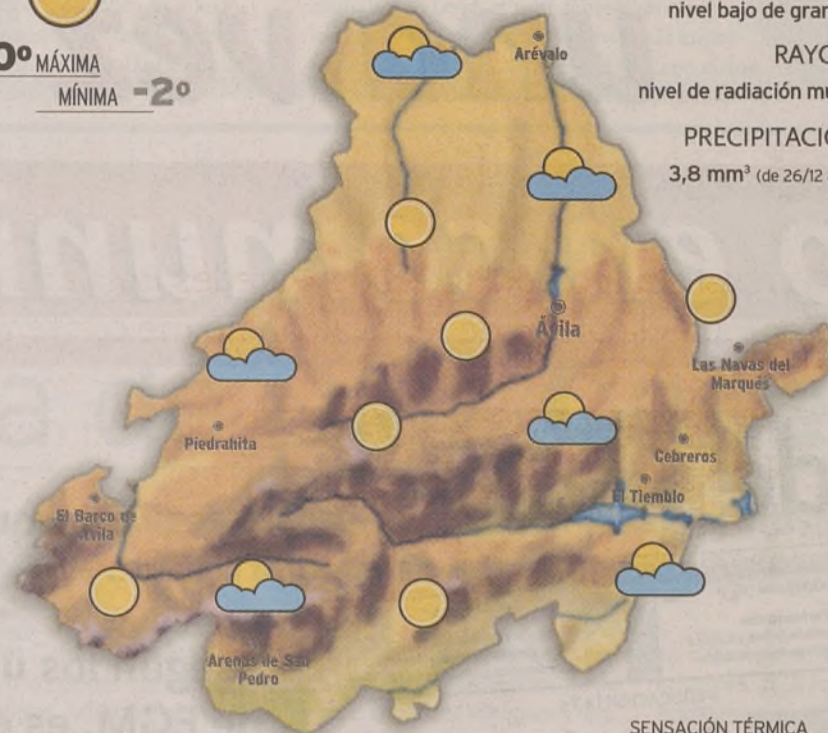 nivel bajo de gran
0º MÁXIMA
MÍNIMA -2º
RAYO
nivel de radiación mu
PRECIPITACIO
3,8 mm³ (de 26/12
Arévalo
Ávila
Las Navas del
Marqués
Piedrahita
Cebreros
El Tiemblo
El Barco de
Ávila
Arenas de San
Pedro
SENSACIÓN TÉRMICA